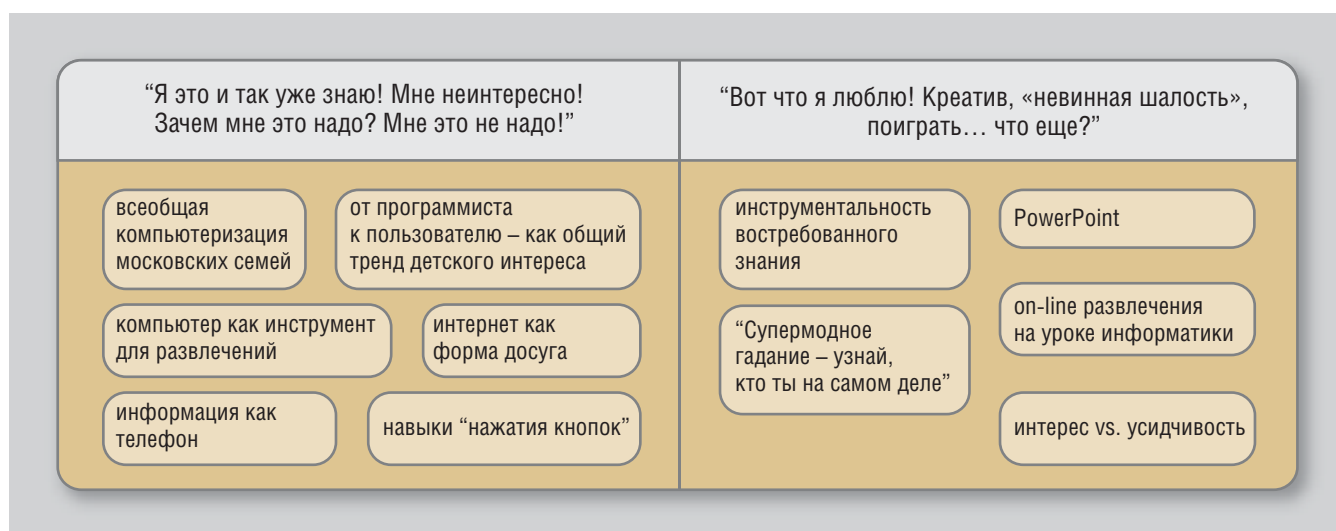 “Я это и так уже знаю! Мне неинтересно!
Зачем мне это надо? Мне это не надо!”
“Вот что я люблю! Креатив, «невинная шалость»,
поиграть… что еще?”
всеобщая
компьютеризация
московских семей
от программиста
к пользователю – как общий
тренд детского интереса
компьютер как инструмент
для развлечений
интернет как
форма досуга
информация как
телефон
навыки “нажатия кнопок”
инструментальность
востребованного
знания
PowerPoint
“Супермодное
гадание – узнай,
кто ты на самом деле”
on-line развлечения
на уроке информатики
интерес vs. усидчивость